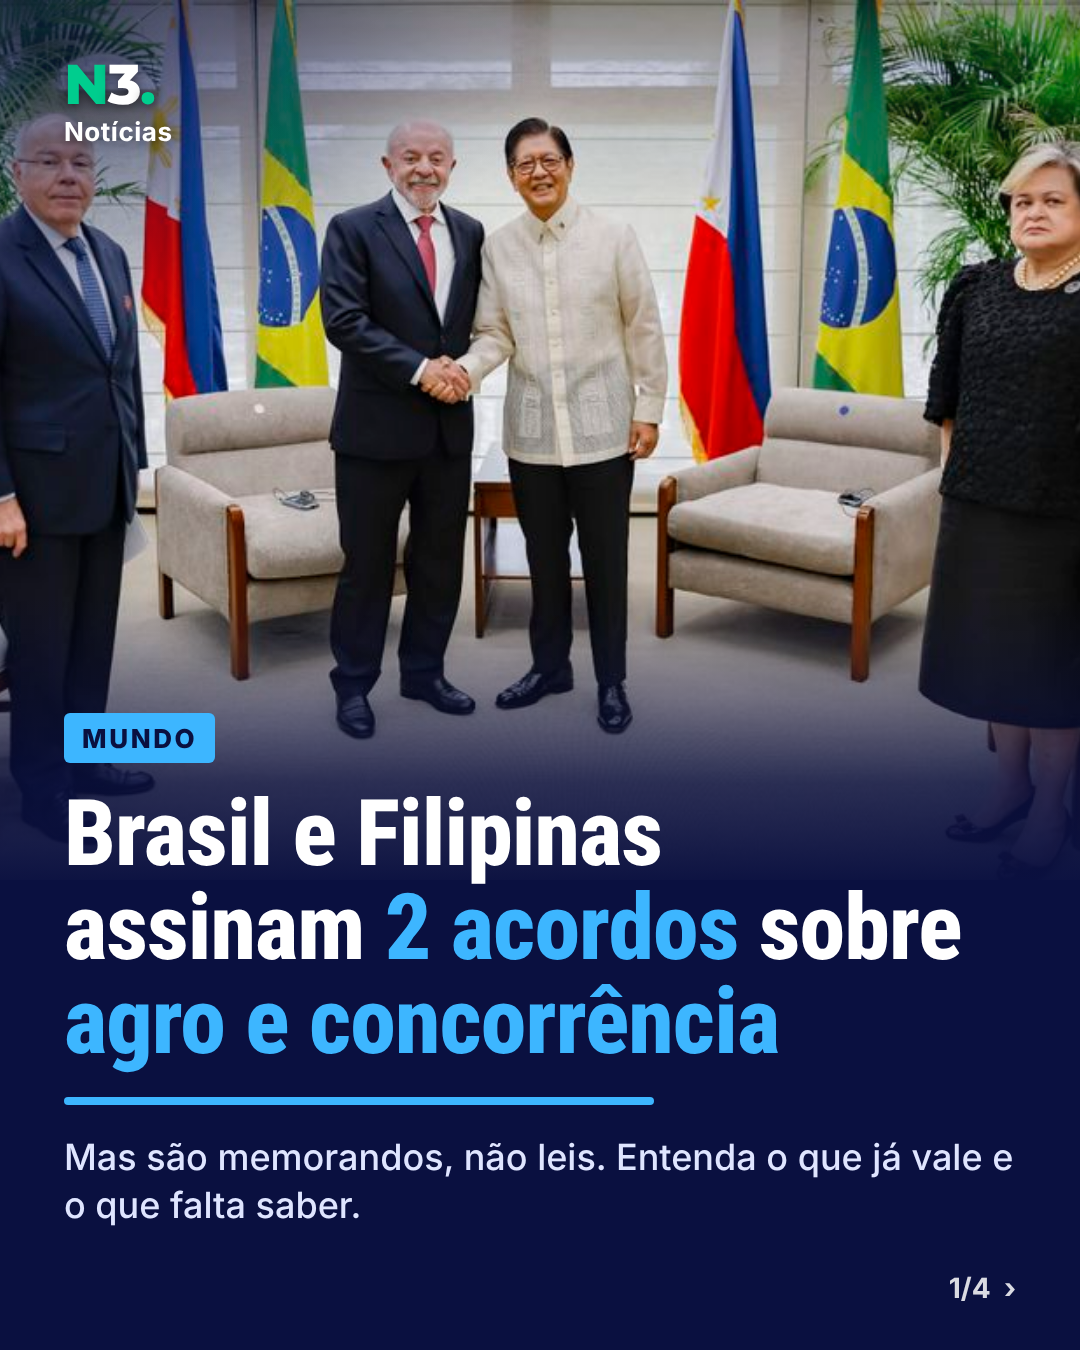 N3.
Notícias
MUNDO
Brasil e Filipinas
assinam 2 acordos sobre
agro e concorrência
Mas são memorandos, não leis. Entenda o que já vale e
o que falta saber.
1/4 ›